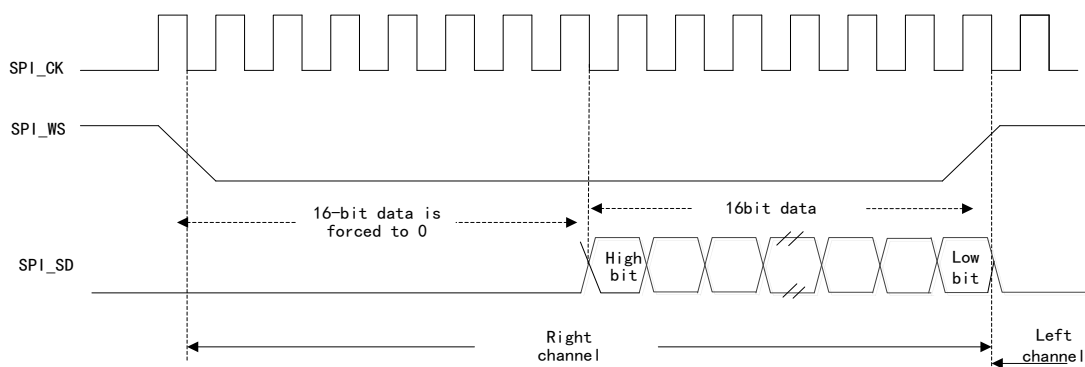 SPI_CK
SPI_WS
16-bit data is
forced to 0
16bit data
SPI_SD
High
bit
Low
bit
Right
channel
Left
channel